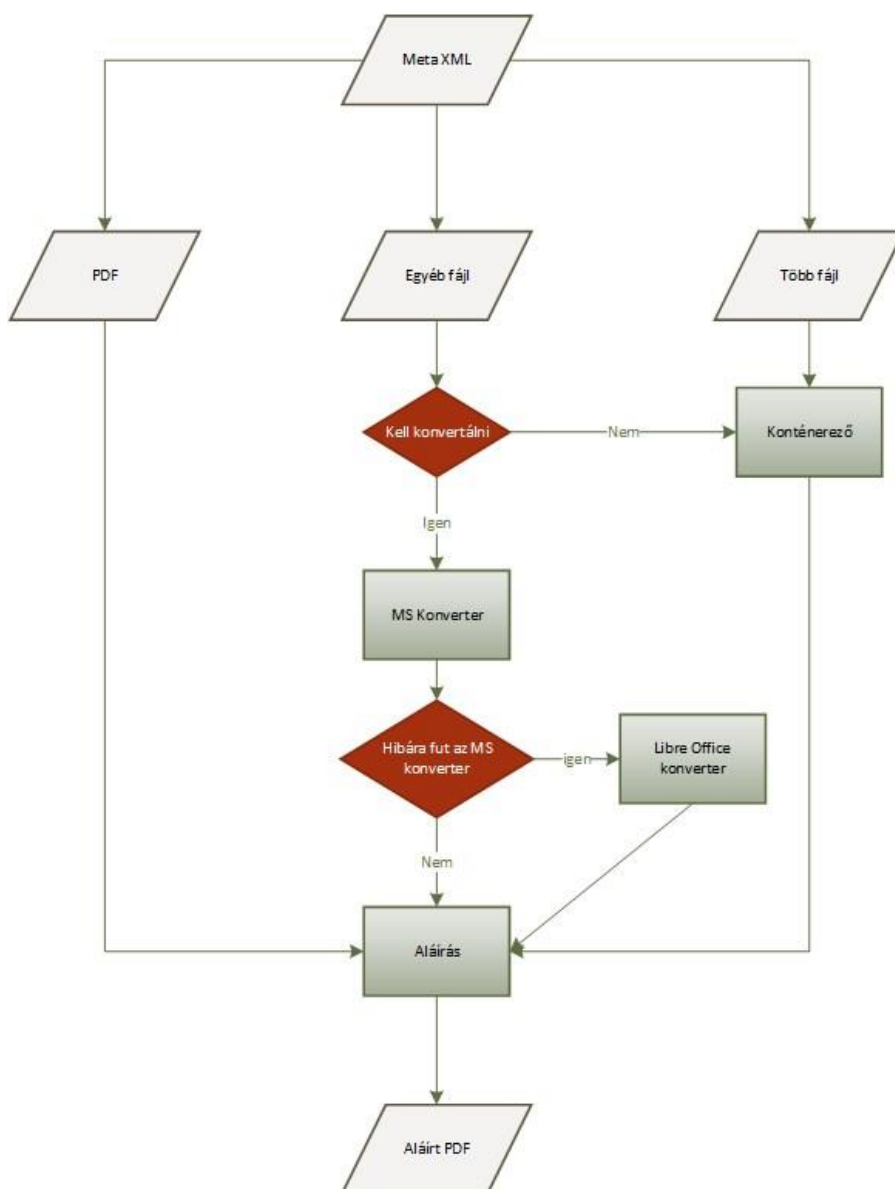 Meta XML
PDF
Egyéb fájl
Több fájl
Kell konvertálni
Nem
Konténerező
Igen
MS Konverter
Hibára fut az MS
konverter
igen
Libre Office
konverter
Nem
Aláírás
Aláírt PDF